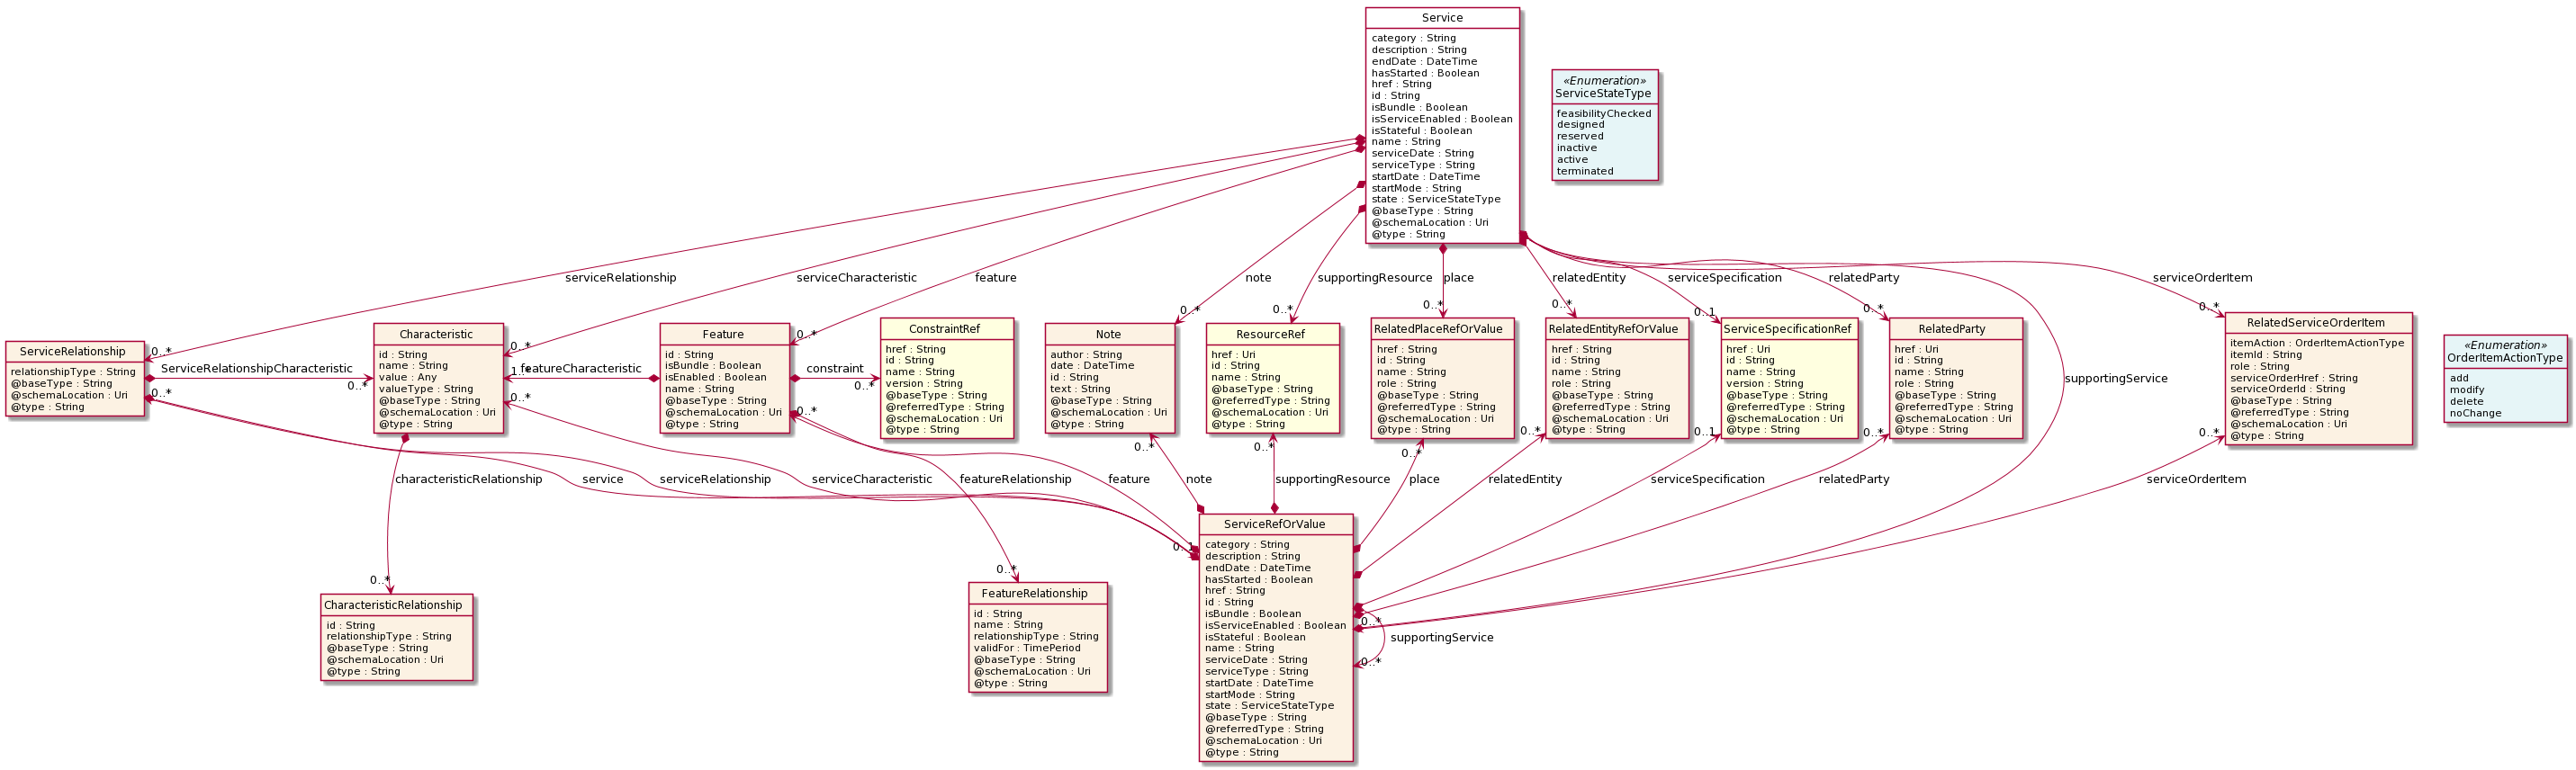 Service
category : String
description : String
endDate : DateTime
hasStarted : Boolean
href : String
id : String
isBundle : Boolean
isServiceEnabled : Boolean
isStateful : Boolean
name : String
serviceDate : String
serviceType : String
startDate : DateTime
startMode : String
state : ServiceStateType
@baseType : String
@schemaLocation : Uri
@type : String
«Enumeration»
ServiceStateType
feasibilityChecked
designed
reserved
inactive
active
terminated
serviceRelationship
serviceCharacteristic
feature
note
supportingResource
place
relatedEntity
serviceSpecification
relatedParty
serviceOrderItem
0..*
0..*
0..*
0..*
0..*
0..*
0..*
0..1
0..*
0..*
ServiceRelationship
relationshipType : String
@baseType : String
@schemaLocation : Uri
@type : String
0..*
ServiceRelationshipCharacteristic
0..*
Characteristic
id : String
name : String
value : Any
valueType : String
@baseType : String
@schemaLocation : Uri
@type : String
1..*
featureCharacteristic
0..*
Feature
id : String
isBundle : Boolean
isEnabled : Boolean
name : String
@baseType : String
@schemaLocation : Uri
@type : String
constraint
0..*
0..*
ConstraintRef
href : String
id : String
name : String
version : String
@baseType : String
@referredType : String
@schemaLocation : Uri
@type : String
Note
author : String
date : DateTime
id : String
text : String
@baseType : String
@schemaLocation : Uri
@type : String
0..*
ResourceRef
href : Uri
id : String
name : String
@baseType : String
@referredType : String
@schemaLocation : Uri
@type : String
0..*
RelatedPlaceRefOrValue
href : String
id : String
name : String
role : String
@baseType : String
@referredType : String
@schemaLocation : Uri
@type : String
0..*
RelatedEntityRefOrValue
href : String
id : String
name : String
role : String
@baseType : String
@referredType : String
@schemaLocation : Uri
@type : String
0..*
ServiceSpecificationRef
href : Uri
id : String
name : String
version : String
@baseType : String
@referredType : String
@schemaLocation : Uri
@type : String
0..1
RelatedParty
href : Uri
id : String
name : String
role : String
@baseType : String
@referredType : String
@schemaLocation : Uri
@type : String
0..*
supportingService
RelatedServiceOrderItem
itemAction : OrderItemActionType
itemId : String
role : String
serviceOrderHref : String
serviceOrderId : String
@baseType : String
@referredType : String
@schemaLocation : Uri
@type : String
0..*
«Enumeration»
OrderItemActionType
add
modify
delete
noChange
characteristicRelationship
service
serviceRelationship
serviceCharacteristic
featureRelationship
feature
note
supportingResource
place
relatedEntity
serviceSpecification
relatedParty
serviceOrderItem
0..*
CharacteristicRelationship
id : String
relationshipType : String
@baseType : String
@schemaLocation : Uri
@type : String
0..*
FeatureRelationship
id : String
name : String
relationshipType : String
validFor : TimePeriod
@baseType : String
@schemaLocation : Uri
@type : String
0..1
ServiceRefOrValue
category : String
description : String
endDate : DateTime
hasStarted : Boolean
href : String
id : String
isBundle : Boolean
isServiceEnabled : Boolean
isStateful : Boolean
name : String
serviceDate : String
serviceType : String
startDate : DateTime
startMode : String
state : ServiceStateType
@baseType : String
@referredType : String
@schemaLocation : Uri
@type : String
0..*
supportingService
0..*